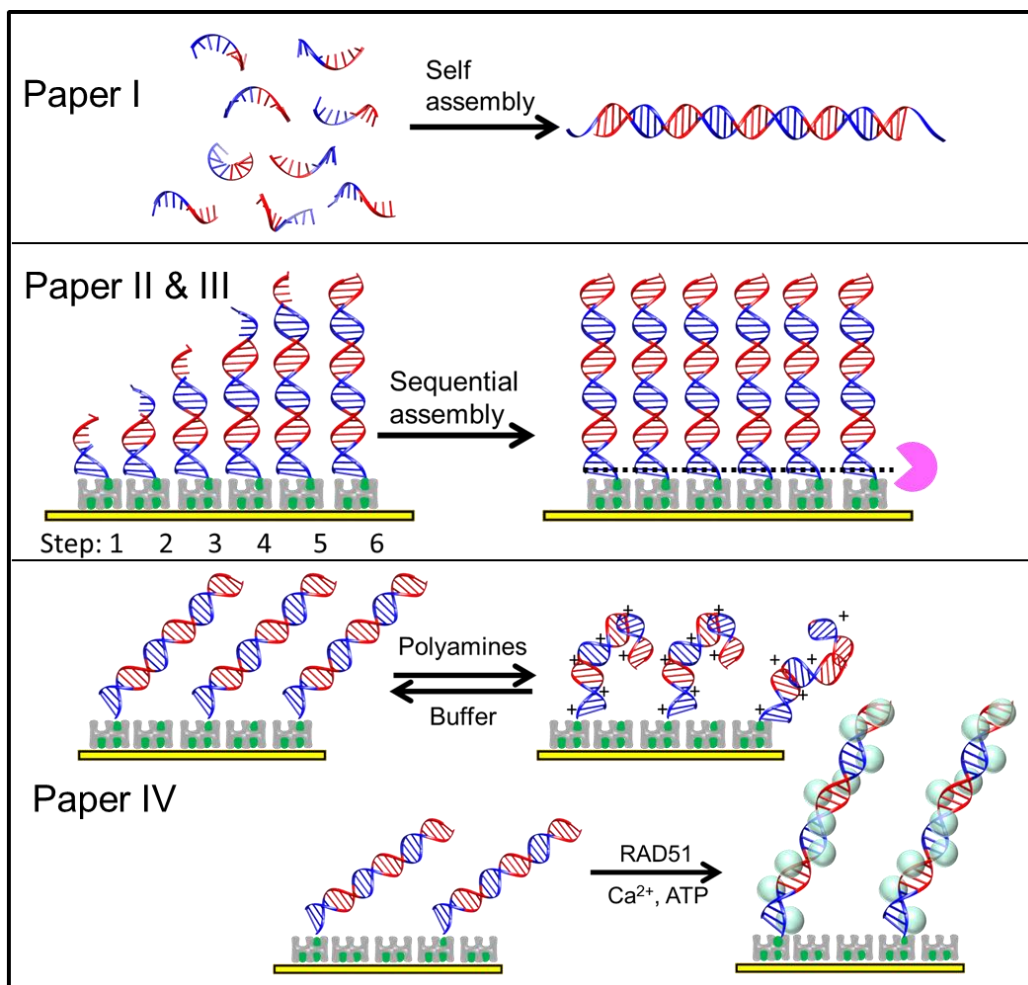 Paper I
Self
assembly
Paper II & III
Sequential
assembly
Step: 1 2 3 4 5 6
Polyamines
Buffer
+ + + + + + + + + + + + + + +
Paper IV
RAD51
Ca²⁺, ATP